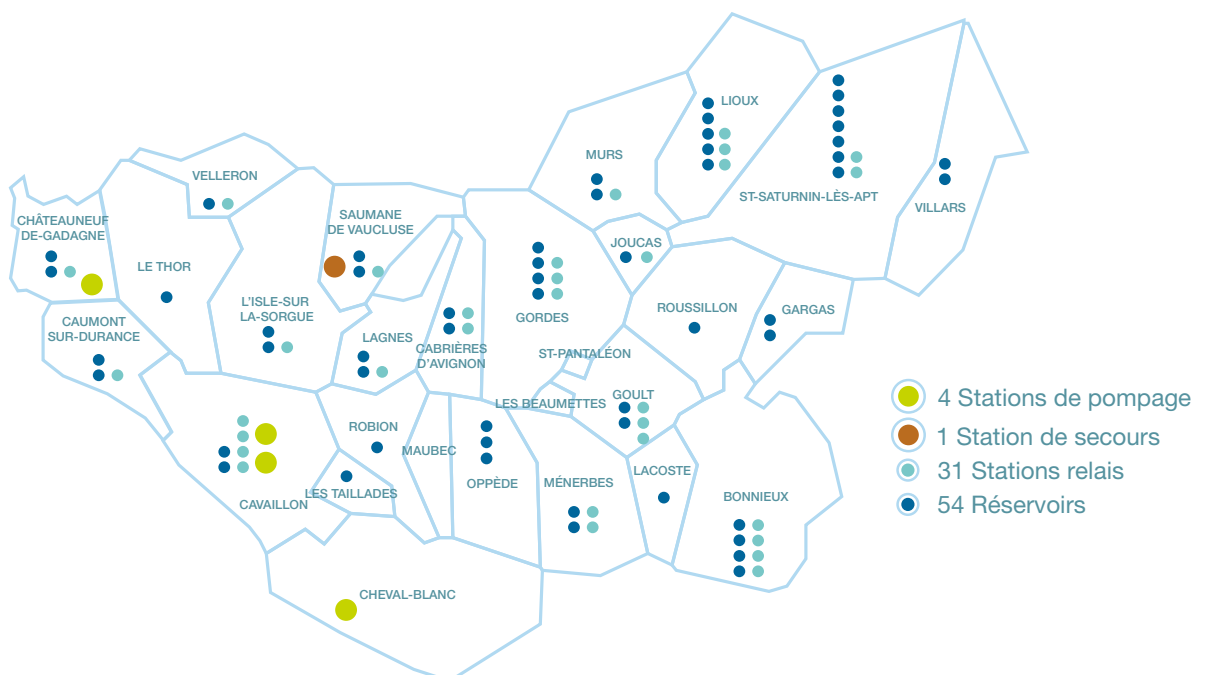 LIOUX
MURS
VELLERON
ST-SATURNIN-LÈS-APT
VILLARS
CHÂTEAUNEUF
DE-GADAGNE
SAUMANE
DE VAUCLUSE
JOUCAS
LE THOR
L'ISLE-SUR
LA-SORGUE
ROUSSILLON
GARGAS
GORDES
CAUMONT
SUR-DURANCE
LAGNES
CABRIÈRES
D'AVIGNON
ST-PANTALÉON
LES BEAUMETTES
GOULT
ROBION
MAUBEC
OPPÈDE
MÉNERBES
LACOSTE
BONNIEUX
LES TAILLADES
CAVAILLON
CHEVAL-BLANC
4 Stations de pompage
1 Station de secours
31 Stations relais
54 Réservoirs